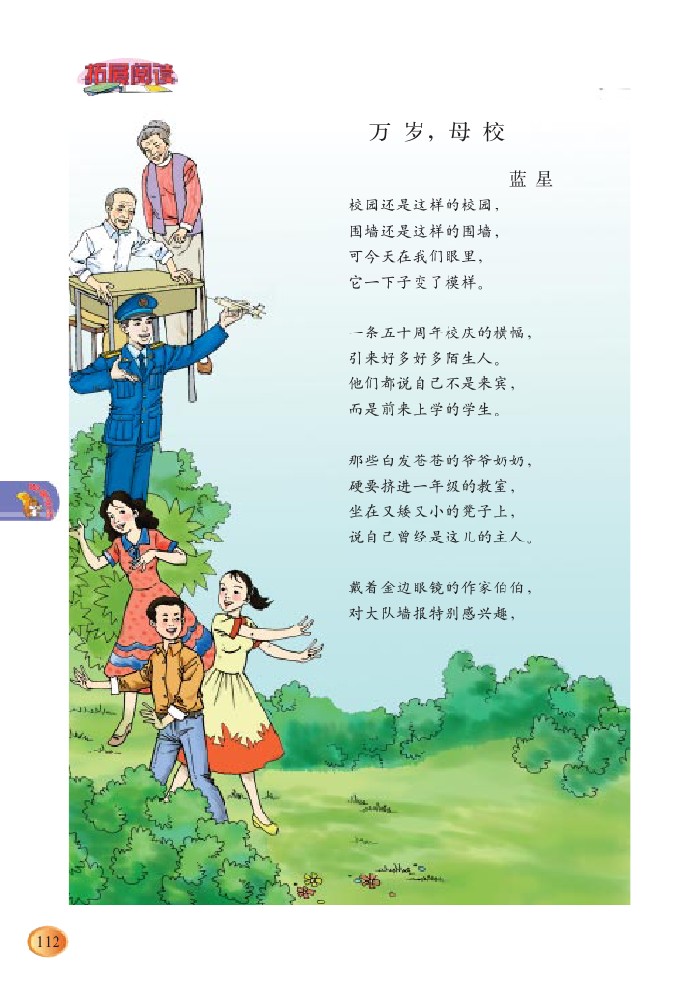 拓展阅读
万岁，母校
蓝星
校园还是这样的校园，
围墙还是这样的围墙，
可今天在我们眼里，
它一下子变了模样。
一条五十周年校庆的横幅，
引来好多好多陌生人。
他们都说自己不是来宾，
而是前来上学的学生。
那些白发苍苍的爷爷奶奶，
硬要挤进一年级的教室，
坐在又矮又小的凳子上，
说自己曾经是这儿的主人。
戴着金边眼镜的作家伯伯，
对大队墙报特别感兴趣，
112